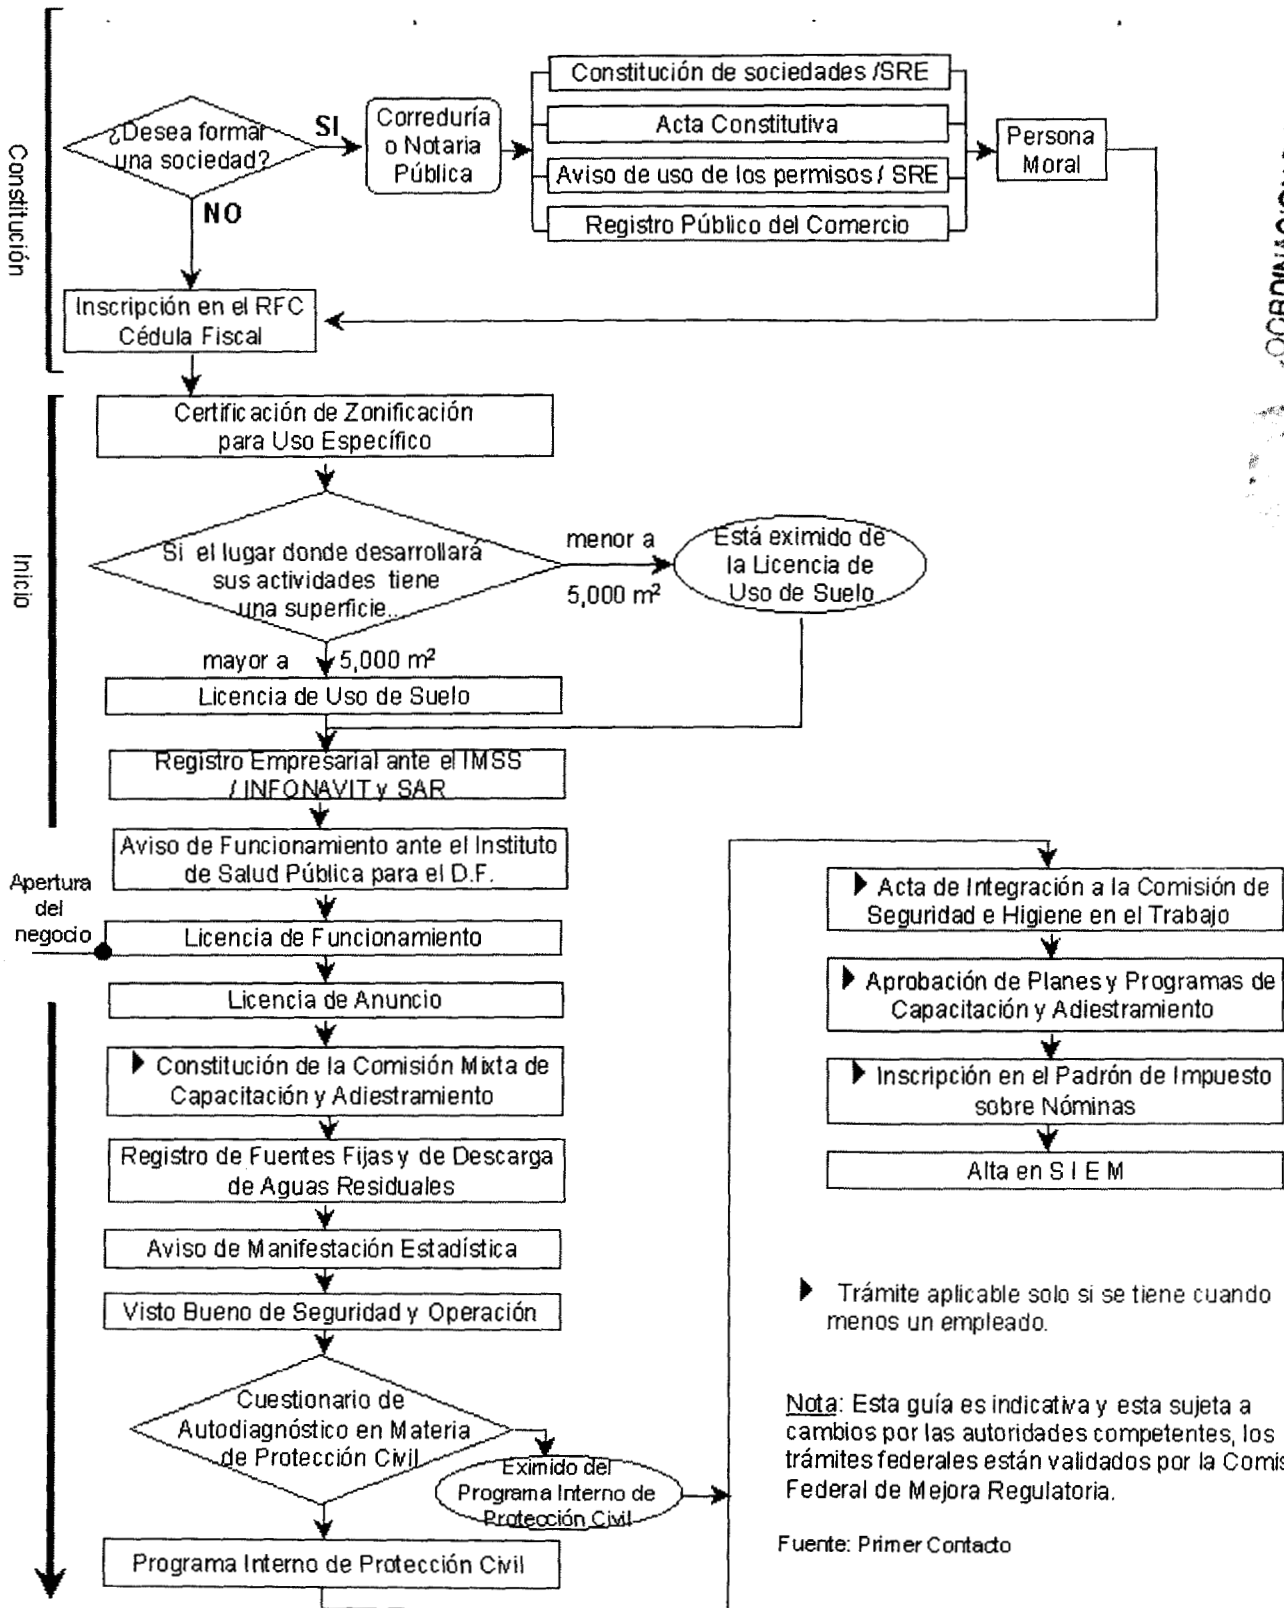 Constitución
¿Desea formar
una sociedad?
SI
NO
Correduría
o Notaria
Pública
Constitución de sociedades /SRE
Acta Constitutiva
Aviso de uso de los permisos / SRE
Registro Público del Comercio
Persona
Moral
Inscripción en el RFC
Cédula Fiscal
Inicio
Certificación de Zonificación
para Uso Específico
Si el lugar donde desarrollará
sus actividades tiene
una superficie..
menor a
5,000 m²
Está eximido de
la Licencia de
Uso de Suelo
mayor a 5,000 m²
Licencia de Uso de Suelo
Registro Empresarial ante el IMSS
/ INFONAVIT y SAR
Aviso de Funcionamiento ante el Instituto
de Salud Pública para el D.F.
Apertura
del
negocio
Licencia de Funcionamiento
Licencia de Anuncio
Constitución de la Comisión Mixta de
Capacitación y Adiestramiento
Registro de Fuentes Fijas y de Descarga
de Aguas Residuales
Aviso de Manifestación Estadística
Visto Bueno de Seguridad y Operación
Cuestionario de
Autodiagnóstico en Materia
de Protección Civil
Eximido del
Programa Interno de
Protección Civil
Programa Interno de Protección Civil
Acta de Integración a la Comisión de
Seguridad e Higiene en el Trabajo
Aprobación de Planes y Programas de
Capacitación y Adiestramiento
Inscripción en el Padrón de Impuesto
sobre Nóminas
Alta en S I E M
Trámite aplicable solo si se tiene cuando
menos un empleado.
Nota: Esta guía es indicativa y esta sujeta a
cambios por las autoridades competentes, los
trámites federales están validados por la
Federal de Mejora Regulatoria.
Fuente: Primer Contacto